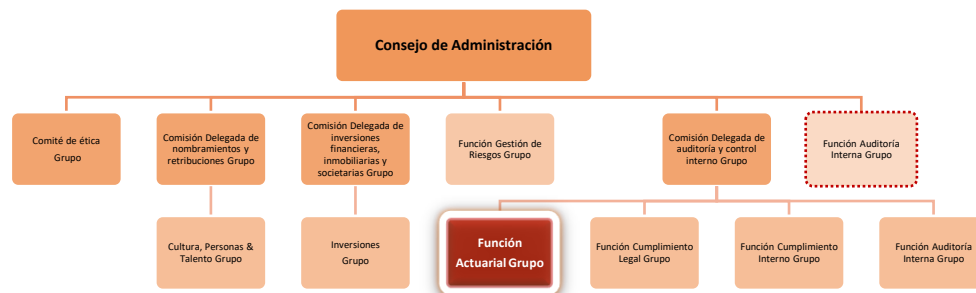 Consejo de Administración
Comité de ética
Grupo
Comisión Delegada de
nombramientos y
retribuciones Grupo
Comisión Delegada de
inversiones
financieras,
inmobiliarias y
societarias Grupo
Función Gestión de
Riesgos Grupo
Comisión Delegada de
auditoría y control
interno Grupo
Función Auditoría
Interna Grupo
Cultura, Personas &
Talento Grupo
Inversiones
Grupo
Función
Actuarial Grupo
Función Cumplimiento
Legal Grupo
Función Cumplimiento
Interno Grupo
Función Auditoría
Interna Grupo